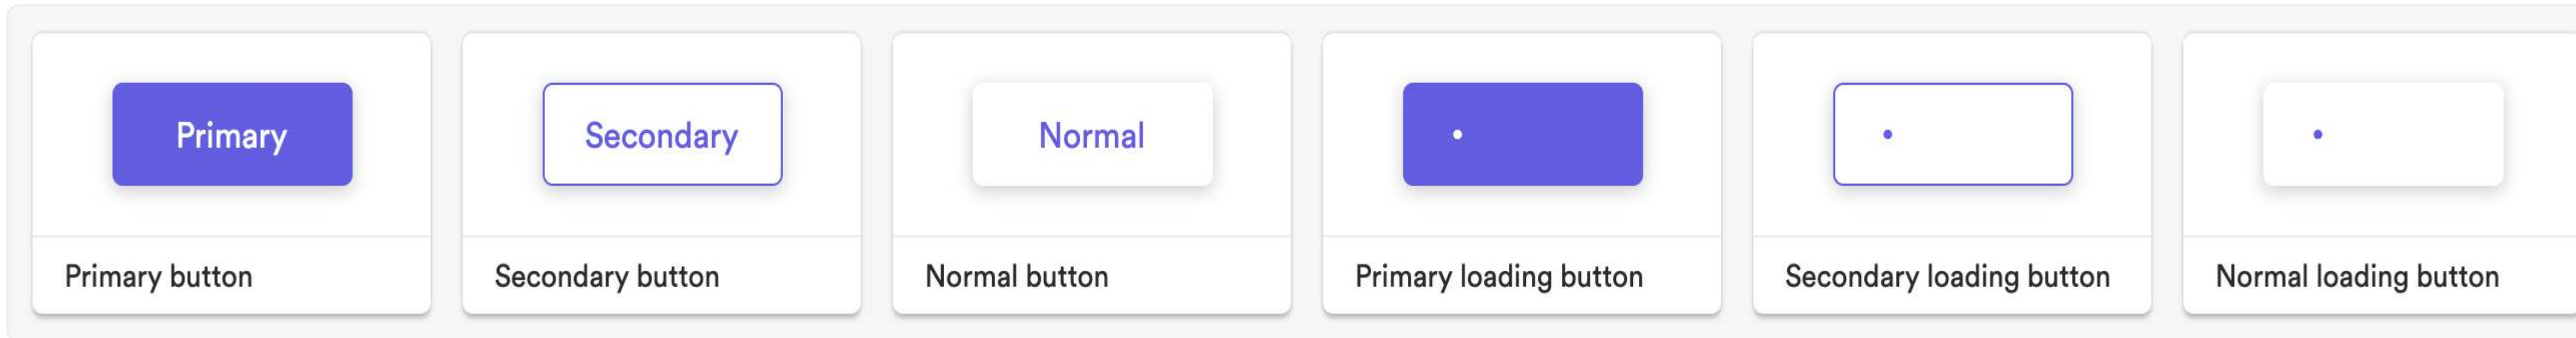 Primary
Secondary
Normal
Primary button
Secondary button
Normal button
Primary loading button
Secondary loading button
Normal loading button